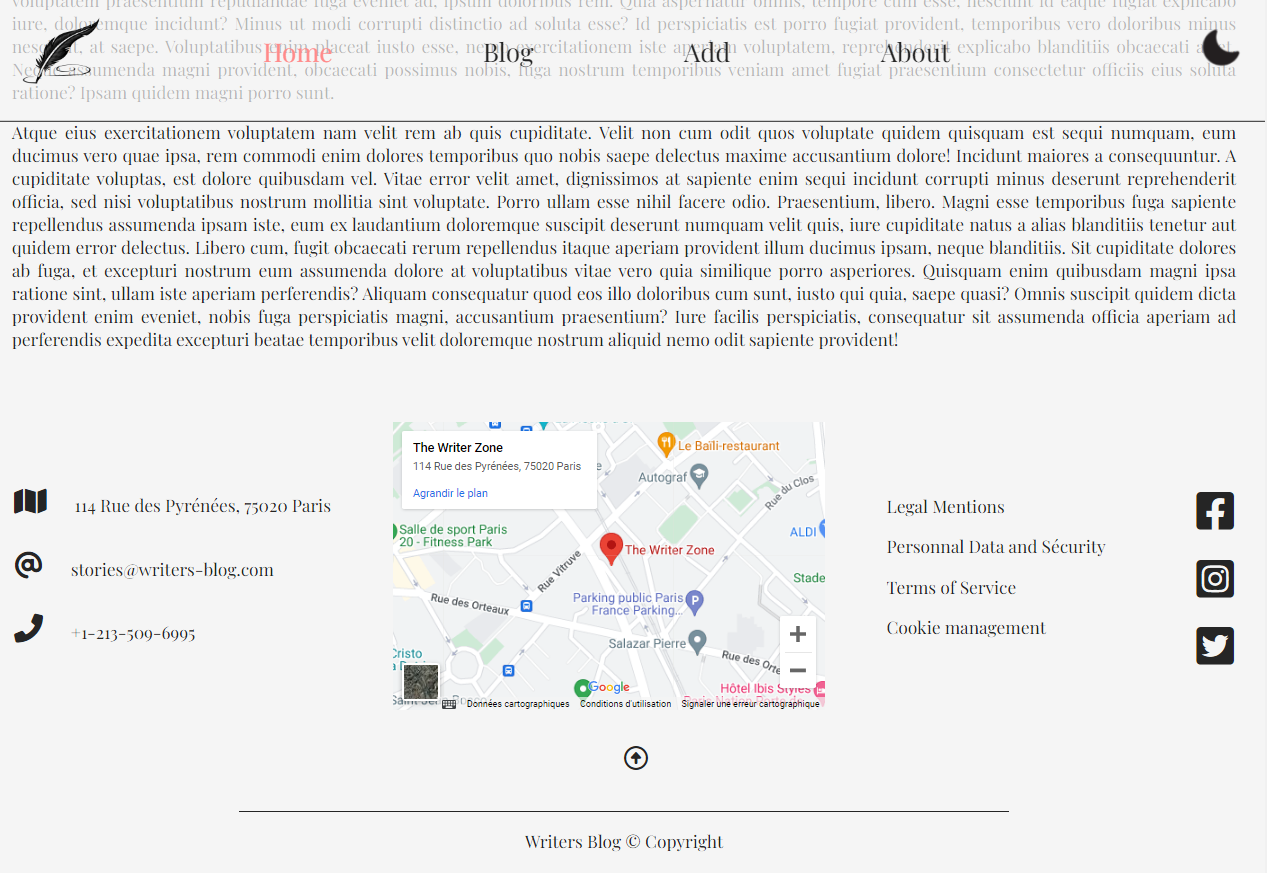 voluptatem praesentium repudiandae fuga eveniet ad, ipsum doloribus rem. Quia aspernatur omnis, tempore cum esse, nesciunt id eaque fugiat explicabo
iure, doloremque incidunt? Minus ut modi corrupti distinctio ad soluta esse? Id perspiciatis est porro fugiat provident, temporibus vero doloribus minus
at saepe. Voluptatibus placeat iusto esse, exercitationem iste aperiam voluptatem, reprehenderit explicabo blanditiis obcaecati
Home
Blog
Add
About
assumenda magni provident, obcaecati possimus nobis, fuga nostrum temporibus veniam amet fugiat praesentium consectetur officiis eius soluta
ratione? Ipsam quidem magni porro sunt.
Atque eius exercitationem voluptatem nam velit rem ab quis cupiditate. Velit non cum odit quos voluptate quidem quisquam est sequi numquam, eum
ducimus vero quae ipsa, rem commodi enim dolores temporibus quo nobis saepe delectus maxime accusantium dolore! Incidunt maiores a consequuntur. A
cupiditate voluptas, est dolore quibusdam vel. Vitae error velit amet, dignissimos at sapiente enim sequi incidunt corrupti minus deserunt reprehenderit
officia, sed nisi voluptatibus nostrum mollitia sint voluptate. Porro ullam esse nihil facere odio. Praesentium, libero. Magni esse temporibus fuga sapiente
repellendus assumenda ipsam iste, eum ex laudantium doloremque suscipit deserunt numquam velit quis, iure cupiditate natus a alias blanditiis tenetur aut
quidem error delectus. Libero cum, fugit obcaecati rerum repellendus itaque aperiam provident illum ducimus ipsam, neque blanditiis. Sit cupiditate dolores
ab fuga, et excepturi nostrum eum assumenda dolore at voluptatibus vitae vero quia similique porro asperiores. Quisquam enim quibusdam magni ipsa
ratione sint, ullam iste aperiam perferendis? Aliquam consequatur quod eos illo doloribus cum sunt, iusto qui quia, saepe quasi? Omnis suscipit quidem dicta
provident enim eveniet, nobis fuga perspiciatis magni, accusantium praesentium? Iure facilis perspiciatis, consequatur sit assumenda officia aperiam ad
perferendis expedita excepturi beatae temporibus velit doloremque nostrum aliquid nemo odit sapiente provident!
114 Rue des Pyrénées, 75020 Paris
stories@writers-blog.com
+1-213-509-6995
The Writer Zone
114 Rue des Pyrénées, 75020 Paris
Agrandir le plan
Le Baïli-restaurant
Autograf
Rue du Clos
Salle de sport Paris
20 - Fitness Park
ALDI
The Writer Zone
Rue Vitruve
Stade
Rue des Orteaux
Parking public Paris
France Parking...
Salazar Pierre
Rue des Orte
Cristo
Google
Hôtel Ibis Styles
Données cartographiques
Conditions d'utilisation
Signaler une erreur cartographique
Legal Mentions
Personnal Data and Sécurity
Terms of Service
Cookie management
Writers Blog © Copyright